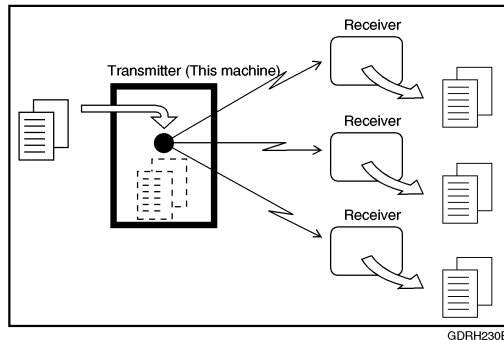 Receiver
Transmitter (This machine)
Receiver
Receiver
GDRH230E